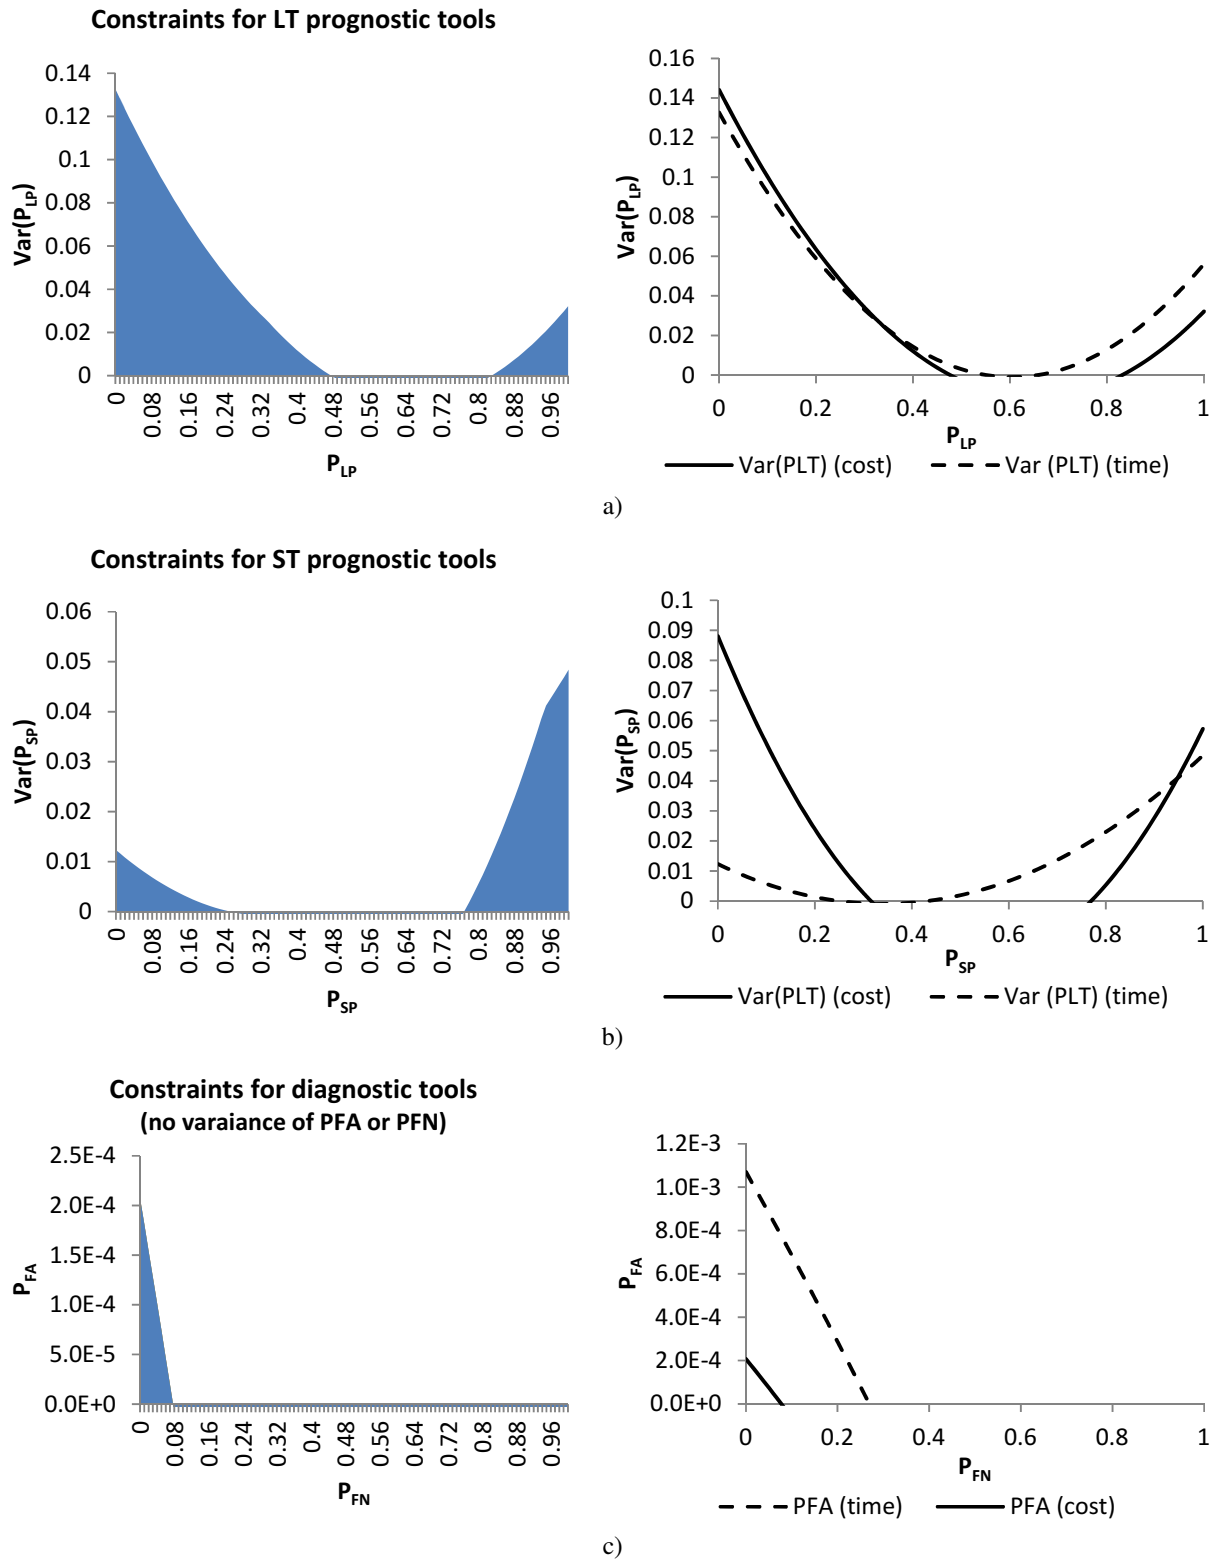 Constraints for LT prognostic tools
Var(P_LP)
0.14
0.12
0.1
0.08
0.06
0.04
0.02
0
0 0.08 0.16 0.24 0.32 0.4 0.48 0.56 0.64 0.72 0.8 0.88 0.96
P_LP
Var(P_LP)
0.16
0.14
0.12
0.1
0.08
0.06
0.04
0.02
0
0 0.2 0.4 0.6 0.8 1
P_LP
Var(PLT) (cost) Var (PLT) (time)
a)
Constraints for ST prognostic tools
Var(P_SP)
0.06
0.05
0.04
0.03
0.02
0.01
0
0 0.08 0.16 0.24 0.32 0.4 0.48 0.56 0.64 0.72 0.8 0.88 0.96
P_SP
Var(P_SP)
0.1
0.09
0.08
0.07
0.06
0.05
0.04
0.03
0.02
0.01
0
0 0.2 0.4 0.6 0.8 1
P_SP
Var(PLT) (cost) Var (PLT) (time)
b)
Constraints for diagnostic tools
(no varaiance of PFA or PFN)
P_FA
2.5E-4
2.0E-4
1.5E-4
1.0E-4
5.0E-5
0.0E+0
0 0.08 0.16 0.24 0.32 0.4 0.48 0.56 0.64 0.72 0.8 0.88 0.96
P_FN
P_FA
1.2E-3
1.0E-3
8.0E-4
6.0E-4
4.0E-4
2.0E-4
0.0E+0
0 0.2 0.4 0.6 0.8 1
P_FN
PFA (time) PFA (cost)
c)